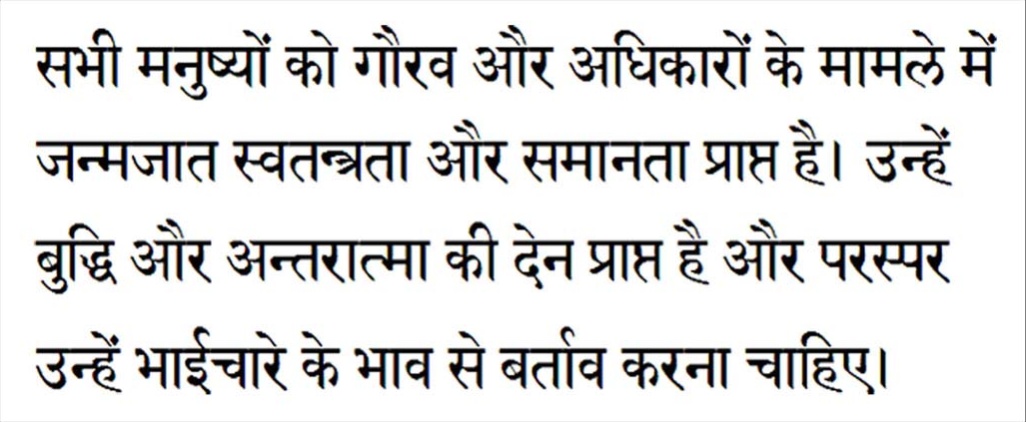 सभी मनुष्यों को गौरव और अधिकारों के मामले में
जन्मजात स्वतन्त्रता और समानता प्राप्त है। उन्हें
बुद्धि और अन्तरात्मा की देन प्राप्त है और परस्पर
उन्हें भाईचारे के भाव से बर्ताव करना चाहिए।